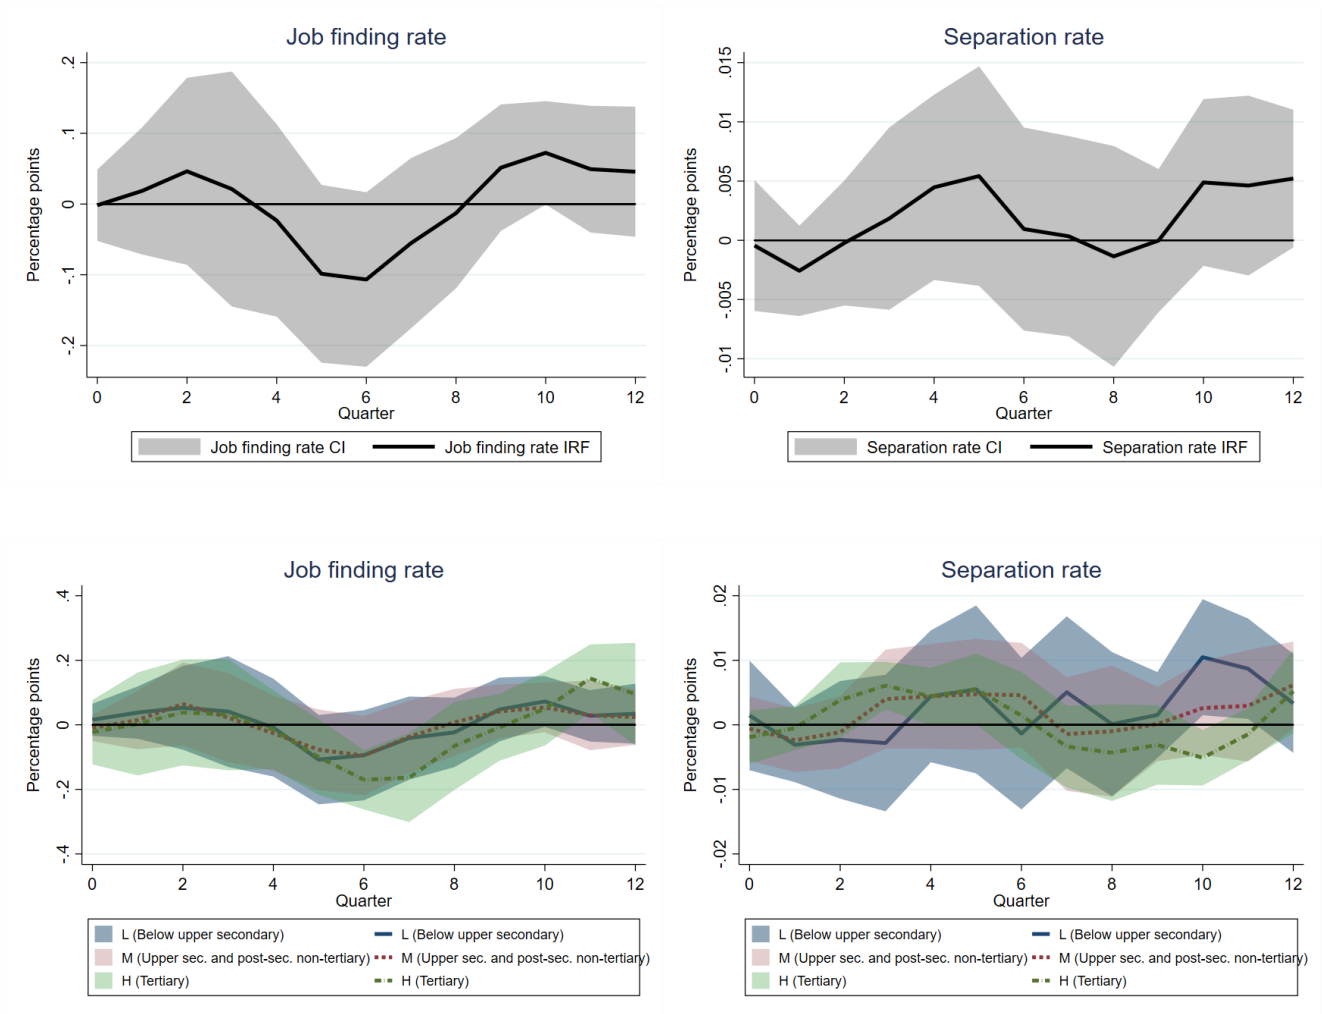 Job finding rate
Percentage points
.2
.1
0
-.1
-.2
0 2 4 6 8 10 12
Quarter
Job finding rate CI Job finding rate IRF
Separation rate
Percentage points
.015
.01
.005
0
-.005
-.01
0 2 4 6 8 10 12
Quarter
Separation rate CI Separation rate IRF
Job finding rate
Percentage points
.4
.2
0
-.2
-.4
0 2 4 6 8 10 12
Quarter
L (Below upper secondary) L (Below upper secondary)
M (Upper sec. and post-sec. non-tertiary) M (Upper sec. and post-sec. non-tertiary)
H (Tertiary) H (Tertiary)
Separation rate
Percentage points
.02
.01
0
-.01
-.02
0 2 4 6 8 10 12
Quarter
L (Below upper secondary) L (Below upper secondary)
M (Upper sec. and post-sec. non-tertiary) M (Upper sec. and post-sec. non-tertiary)
H (Tertiary) H (Tertiary)